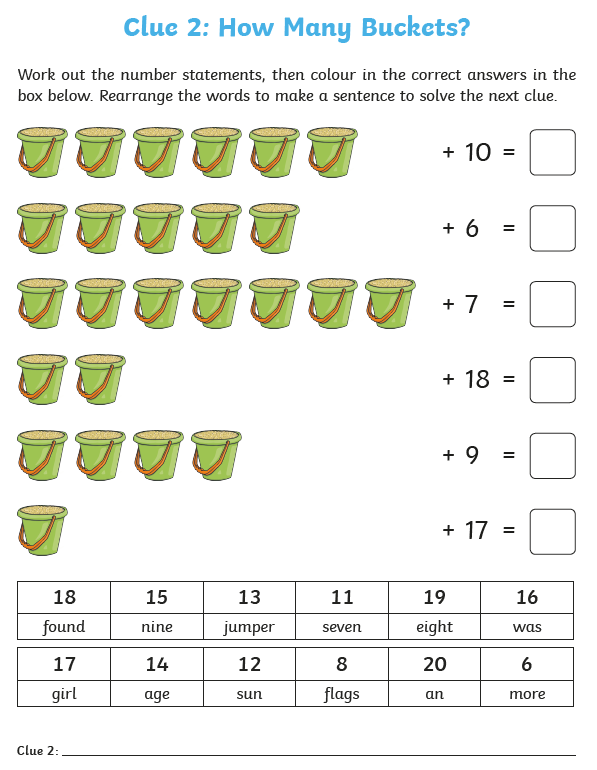 Clue 2: How Many Buckets?
Work out the number statements, then colour in the correct answers in the
box below. Rearrange the words to make a sentence to solve the next clue.
+ 10 =
+ 6 =
+ 7 =
+ 18 =
+ 9 =
+ 17 =
18 15 13 11 19 16
found nine jumper seven eight was
17 14 12 8 20 6
girl age sun flags an more
Clue 2: